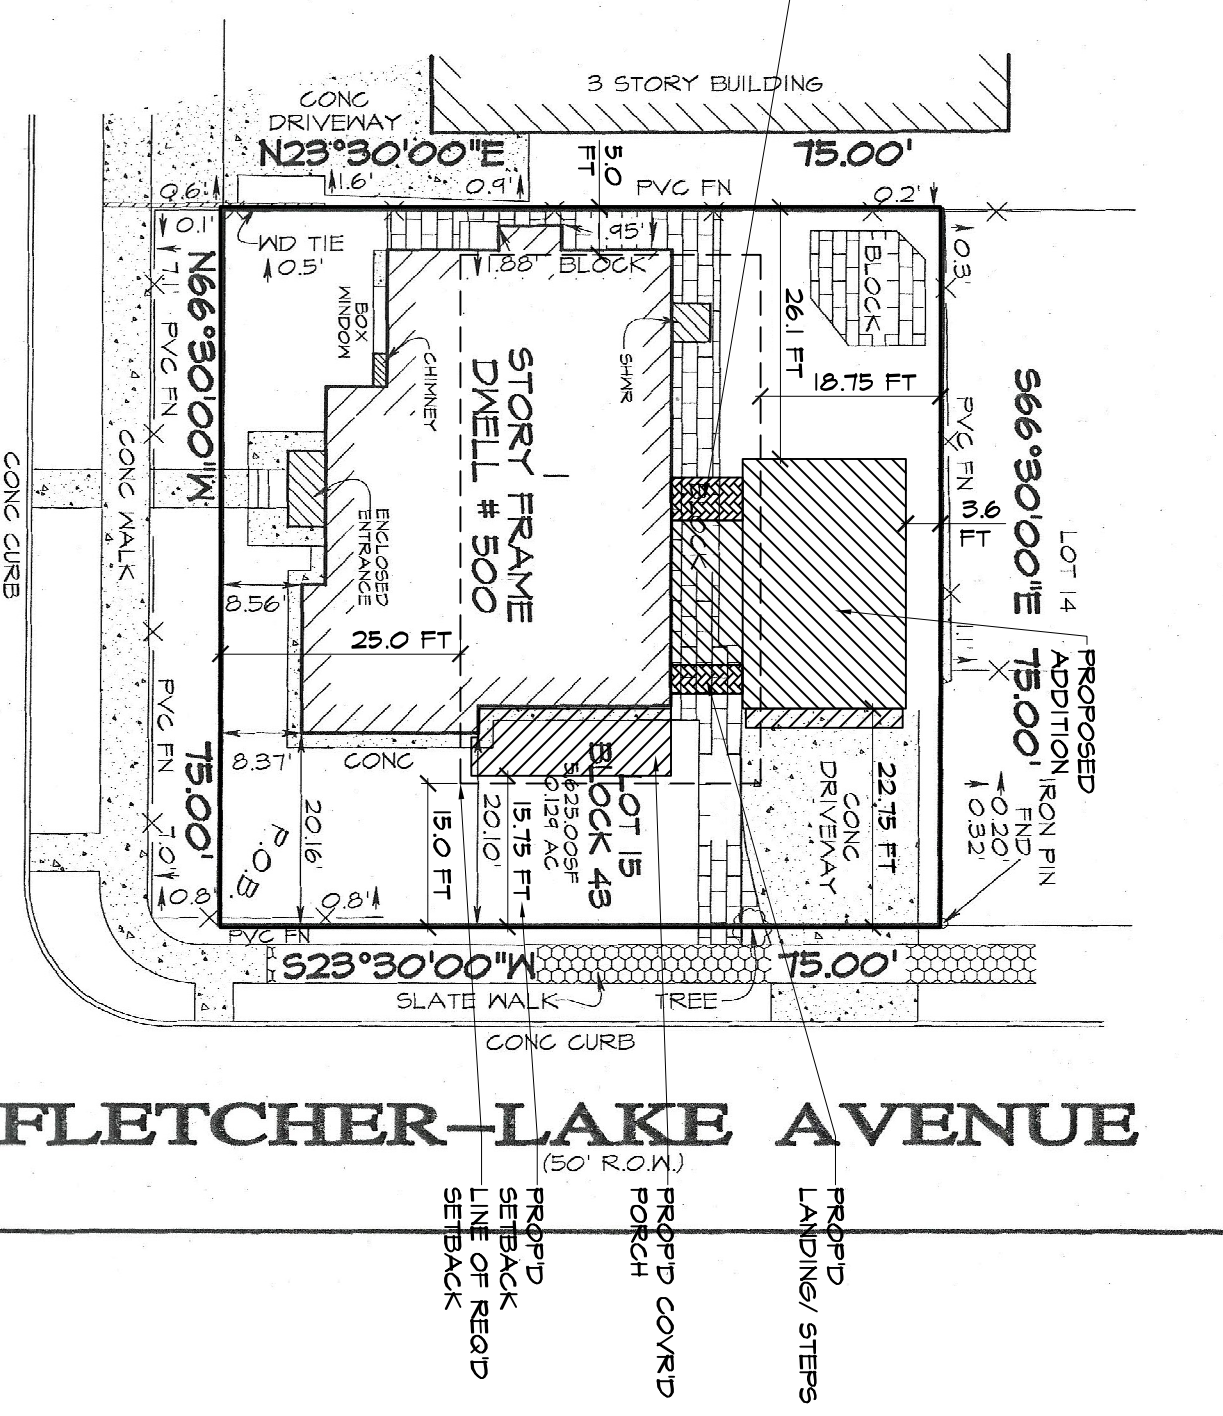 3 STORY BUILDING
CONC
DRIVEWAY
N23°30'00"E
75.00'
5.0
FT
PVC FN
0.6'
1.6'
0.9'
0.2'
0.1'
WD TIE
0.5'
.95'
1.88'
BLOCK
BLOCK
0.3'
7.1'
PVC FN
N66°30'00"W
75.00'
BOX
WINDOW
CHIMNEY
SHWR
26.1 FT
18.75 FT
STORY FRAME
DWELL # 500
PVC FN
S66°30'00"E
75.00'
3.6
FT
LOT 14
CONC CURB
CONC WALK
ENCLOSED
ENTRANCE
8.56'
25.0 FT
PROPOSED
ADDITION
PVC FN
8.37'
CONC
LOT 15
BLOCK 43
5625.00SF
0.129 AC
CONC
DRIVEWAY
22.75 FT
IRON PIN
FND
0.20'
0.32'
20.16'
15.0 FT
20.10'
15.75 FT
P.O.B.
7.0'
0.8'
0.8'
PVC FN
S23°30'00"W
75.00'
SLATE WALK
TREE
CONC CURB
FLETCHER-LAKE AVENUE
(50' R.O.W.)
PROP'D
SETBACK
LINE OF REQ'D
SETBACK
PROP'D COVR'D
PORCH
PROP'D
LANDING/ STEPS